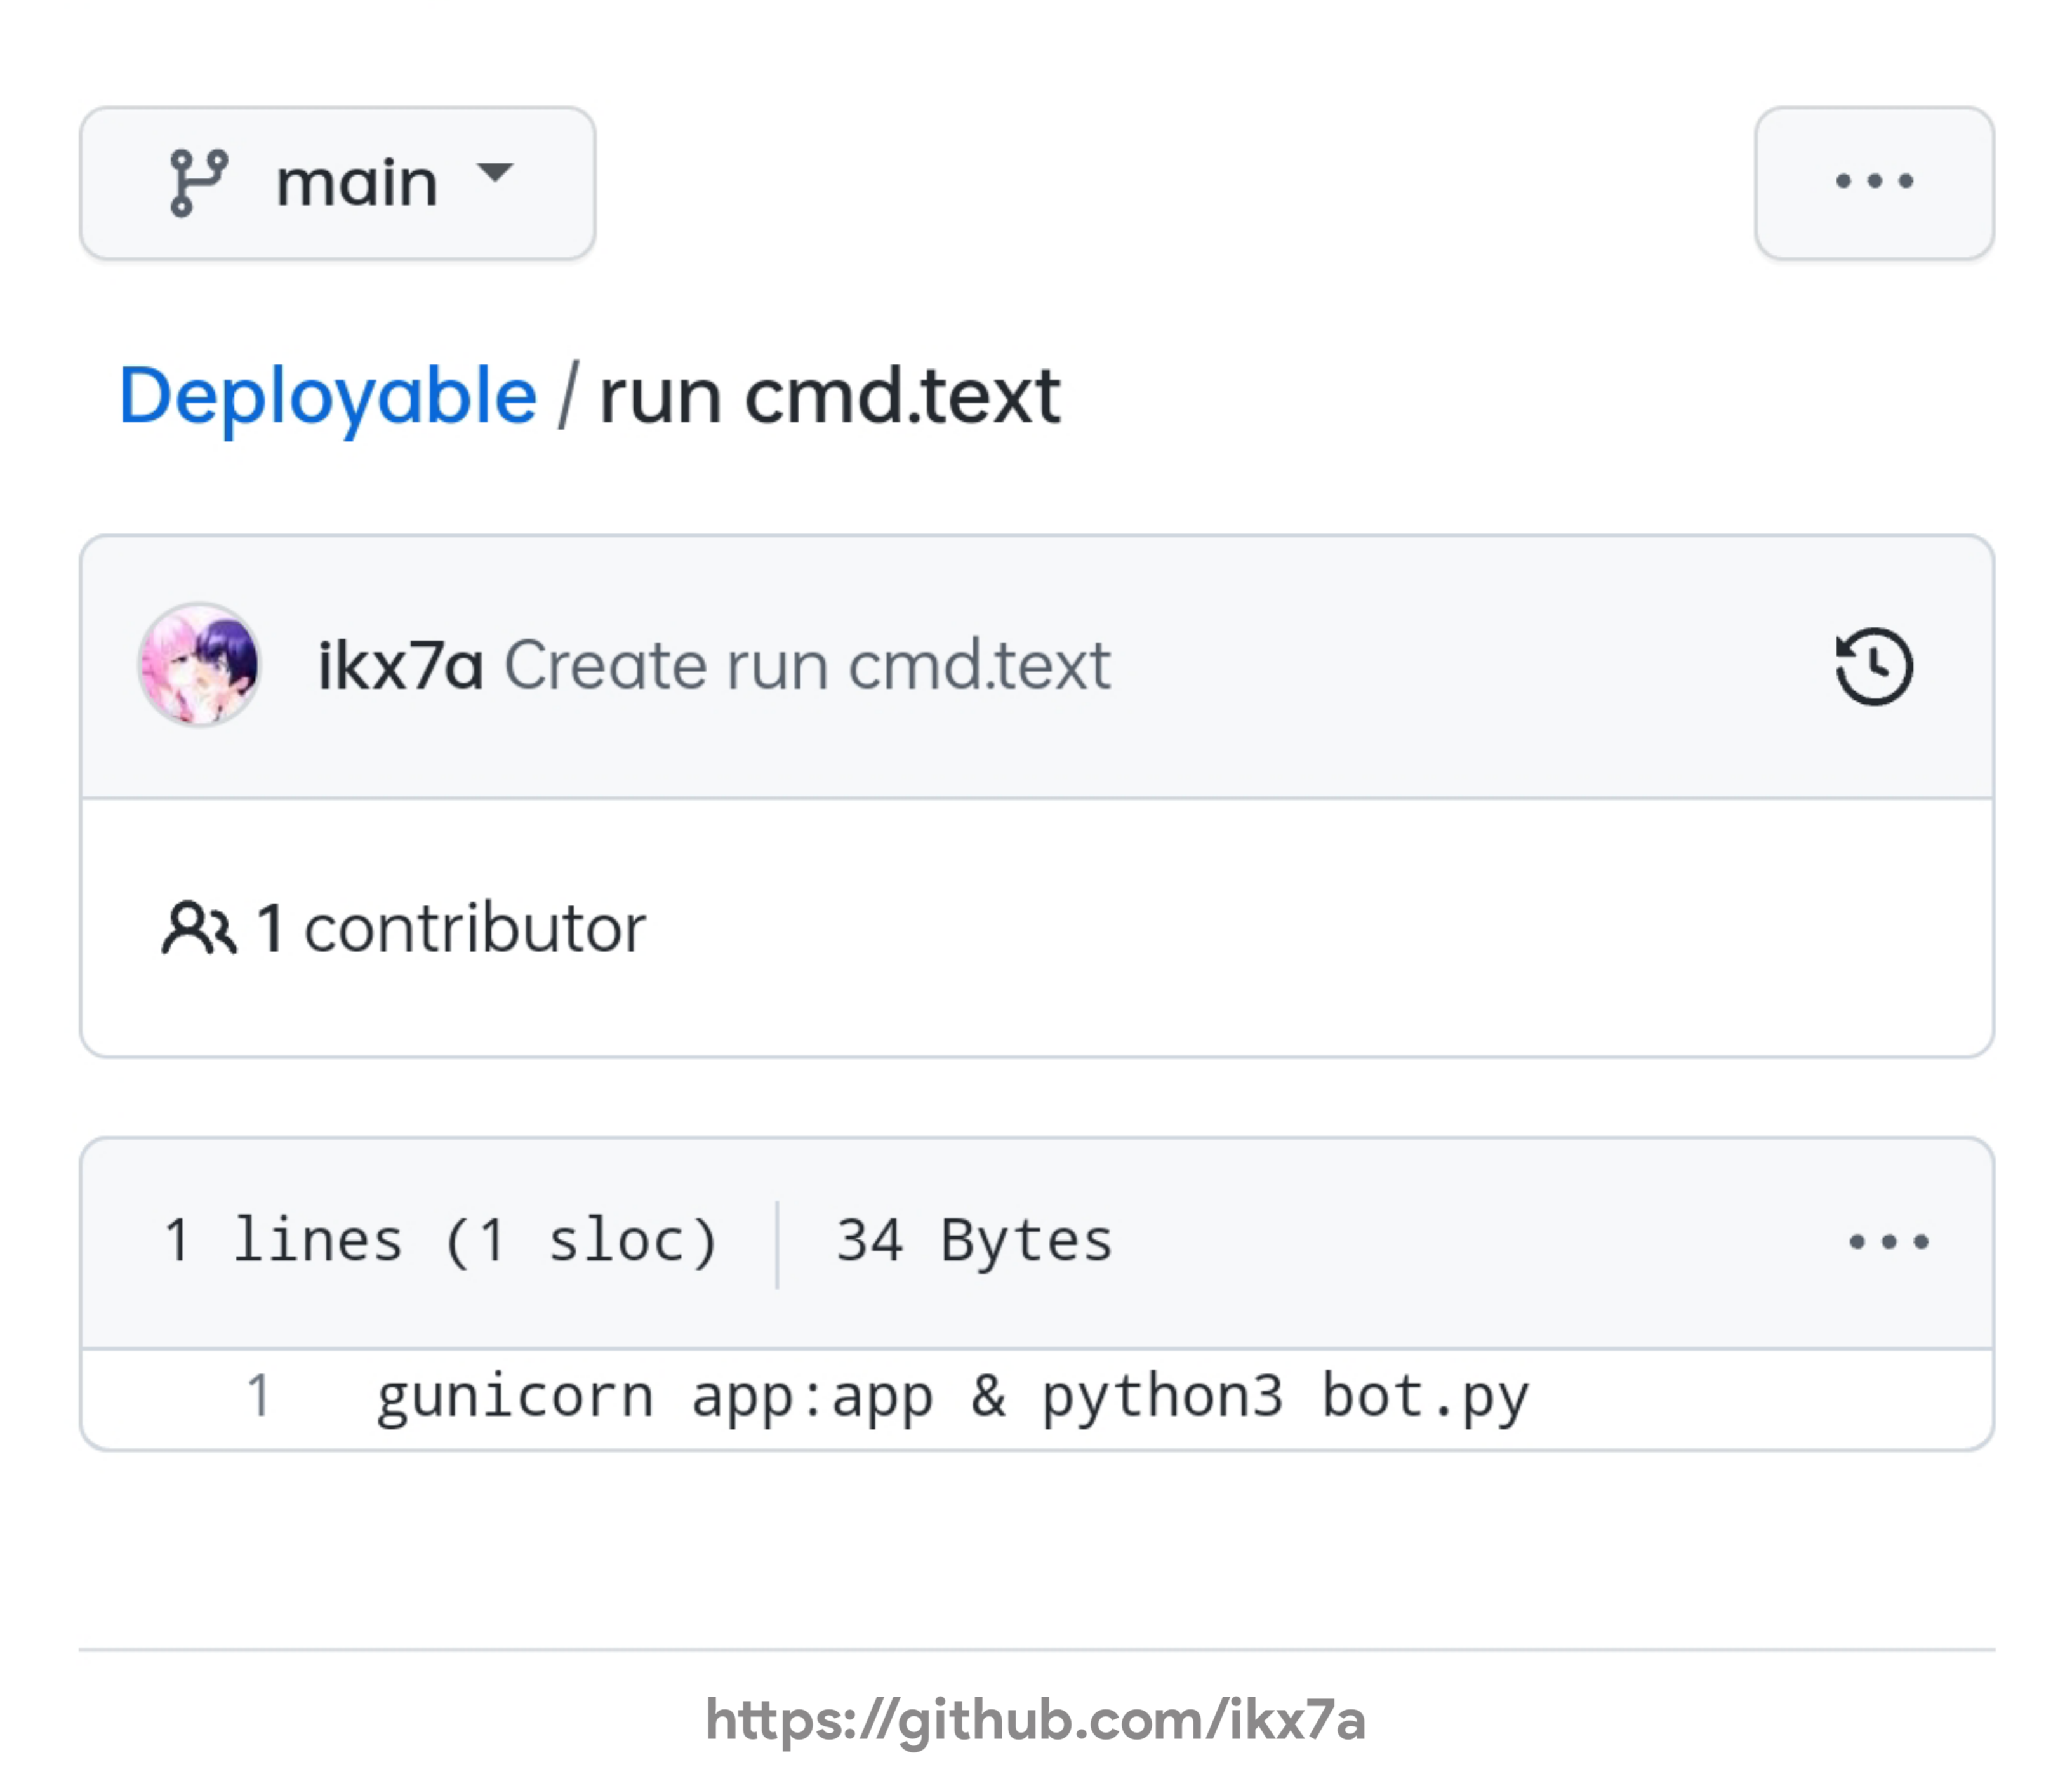 main
Deployable / run cmd.text
ikx7a Create run cmd.text
1 contributor
1 lines (1 sloc) 34 Bytes
1 gunicorn app:app & python3 bot.py
https://github.com/ikx7a